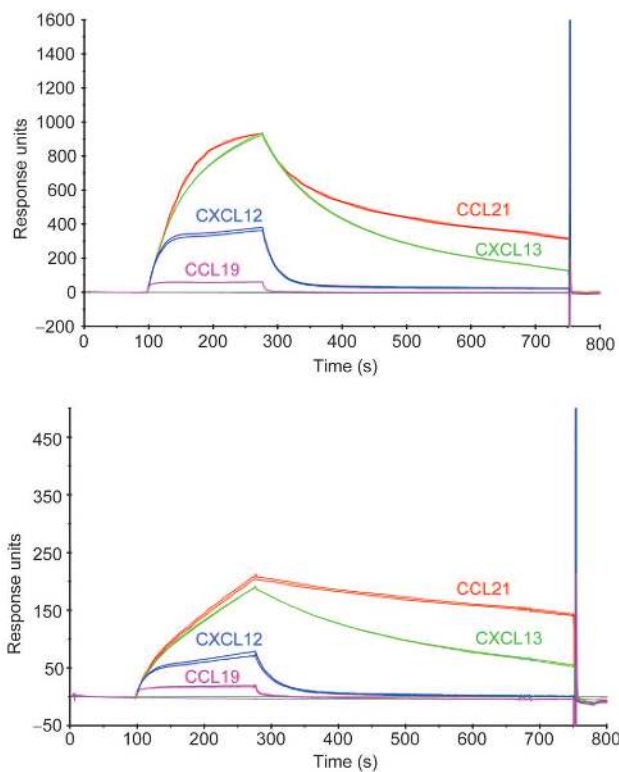 1600
1400
1200
1000
800
600
400
200
0
−200
Response units
CXCL12
CCL19
CCL21
CXCL13
0 100 200 300 400 500 600 700 800
Time (s)
450
350
250
150
50
−50
Response units
CXCL12
CCL19
CCL21
CXCL13
0 100 200 300 400 500 600 700 800
Time (s)